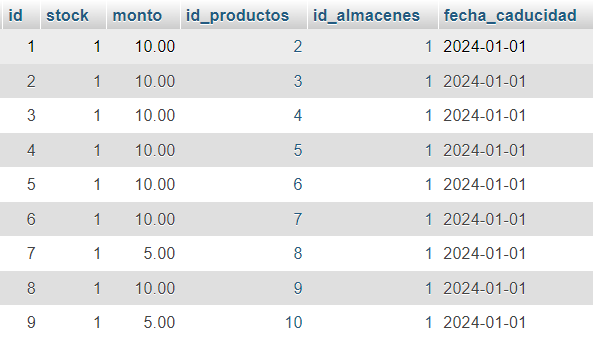 id stock monto id_productos id_almacenes fecha_caducidad
1 1 10.00 2 1 2024-01-01
2 1 10.00 3 1 2024-01-01
3 1 10.00 4 1 2024-01-01
4 1 10.00 5 1 2024-01-01
5 1 10.00 6 1 2024-01-01
6 1 10.00 7 1 2024-01-01
7 1 5.00 8 1 2024-01-01
8 1 10.00 9 1 2024-01-01
9 1 5.00 10 1 2024-01-01